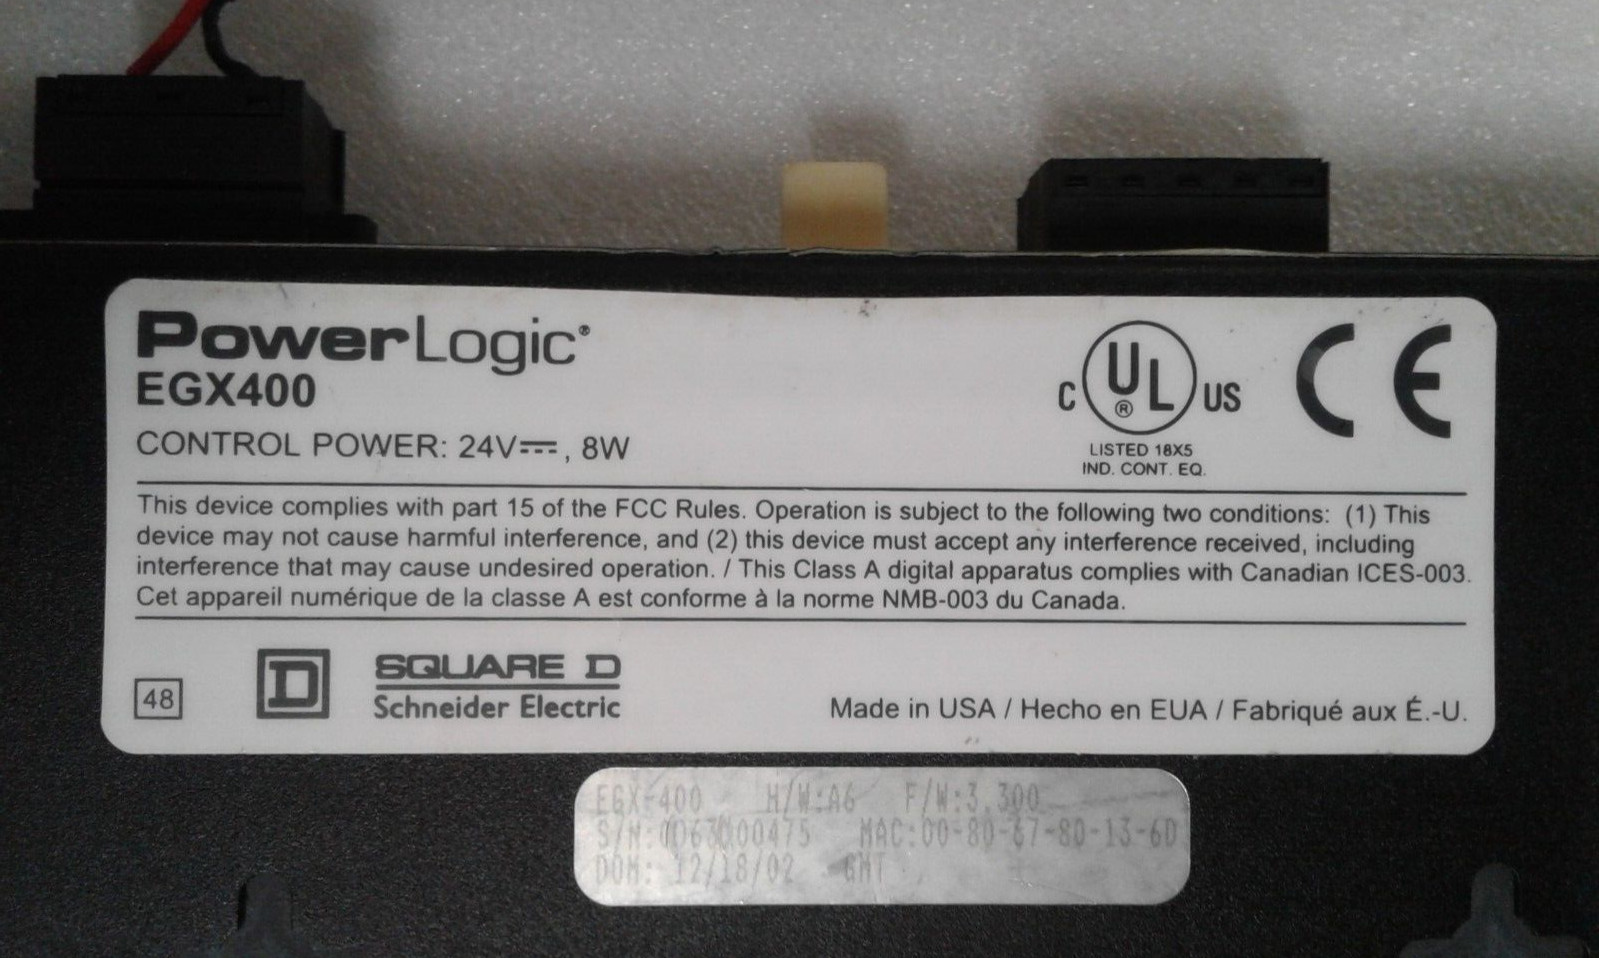 PowerLogic®
EGX400
CONTROL POWER: 24V⎓, 8W
C UL® US
LISTED 18X5
IND. CONT. EQ.
CE
This device complies with part 15 of the FCC Rules. Operation is subject to the following two conditions: (1) This
device may not cause harmful interference, and (2) this device must accept any interference received, including
interference that may cause undesired operation. / This Class A digital apparatus complies with Canadian ICES-003.
Cet appareil numérique de la classe A est conforme à la norme NMB-003 du Canada.
48
D
SQUARE D
Schneider Electric
Made in USA / Hecho en EUA / Fabriqué aux É.-U.
EGX-400 H/W:A6 F/W:3.300
MAC:00-80-67-80-13-6D
DOM: 12/18/02 GMT